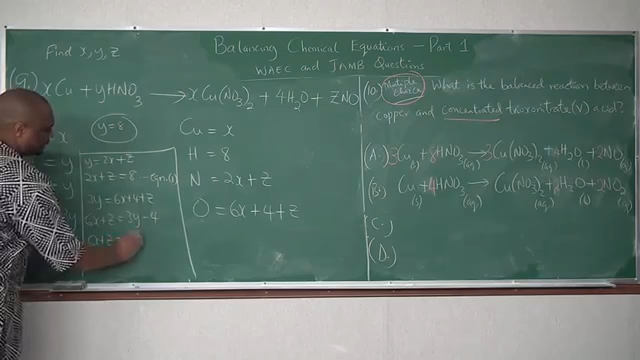 Balancing Chemical Equations - Part 1
WAEC and JAMB Questions
Find x, y, z
(9) xCu + yHNO₃ → xCu(NO₃)₂ + 4H₂O + ZNO
y=8
x
= y
= y
y
y = 2x+z
2x+z = 8 - eqn(1)
3y = 6x+4+z
6x+z = 3y-4
+z =
Cu = x
H = 8
N = 2x+z
O = 6x+4+z
(10) Multiple Choice What is the balanced reaction between
copper and concentrated trioxonitrate (V) acid?
(A.) 3Cu(s) + 8HNO₃(aq) → 3Cu(NO₃)₂(aq) + 4H₂O(l) + 2NO(g)
(B.) Cu(s) + 4HNO₃(aq) → Cu(NO₃)₂(aq) + 2H₂O(l) + 2NO₂(g)
(C.)
(D.)